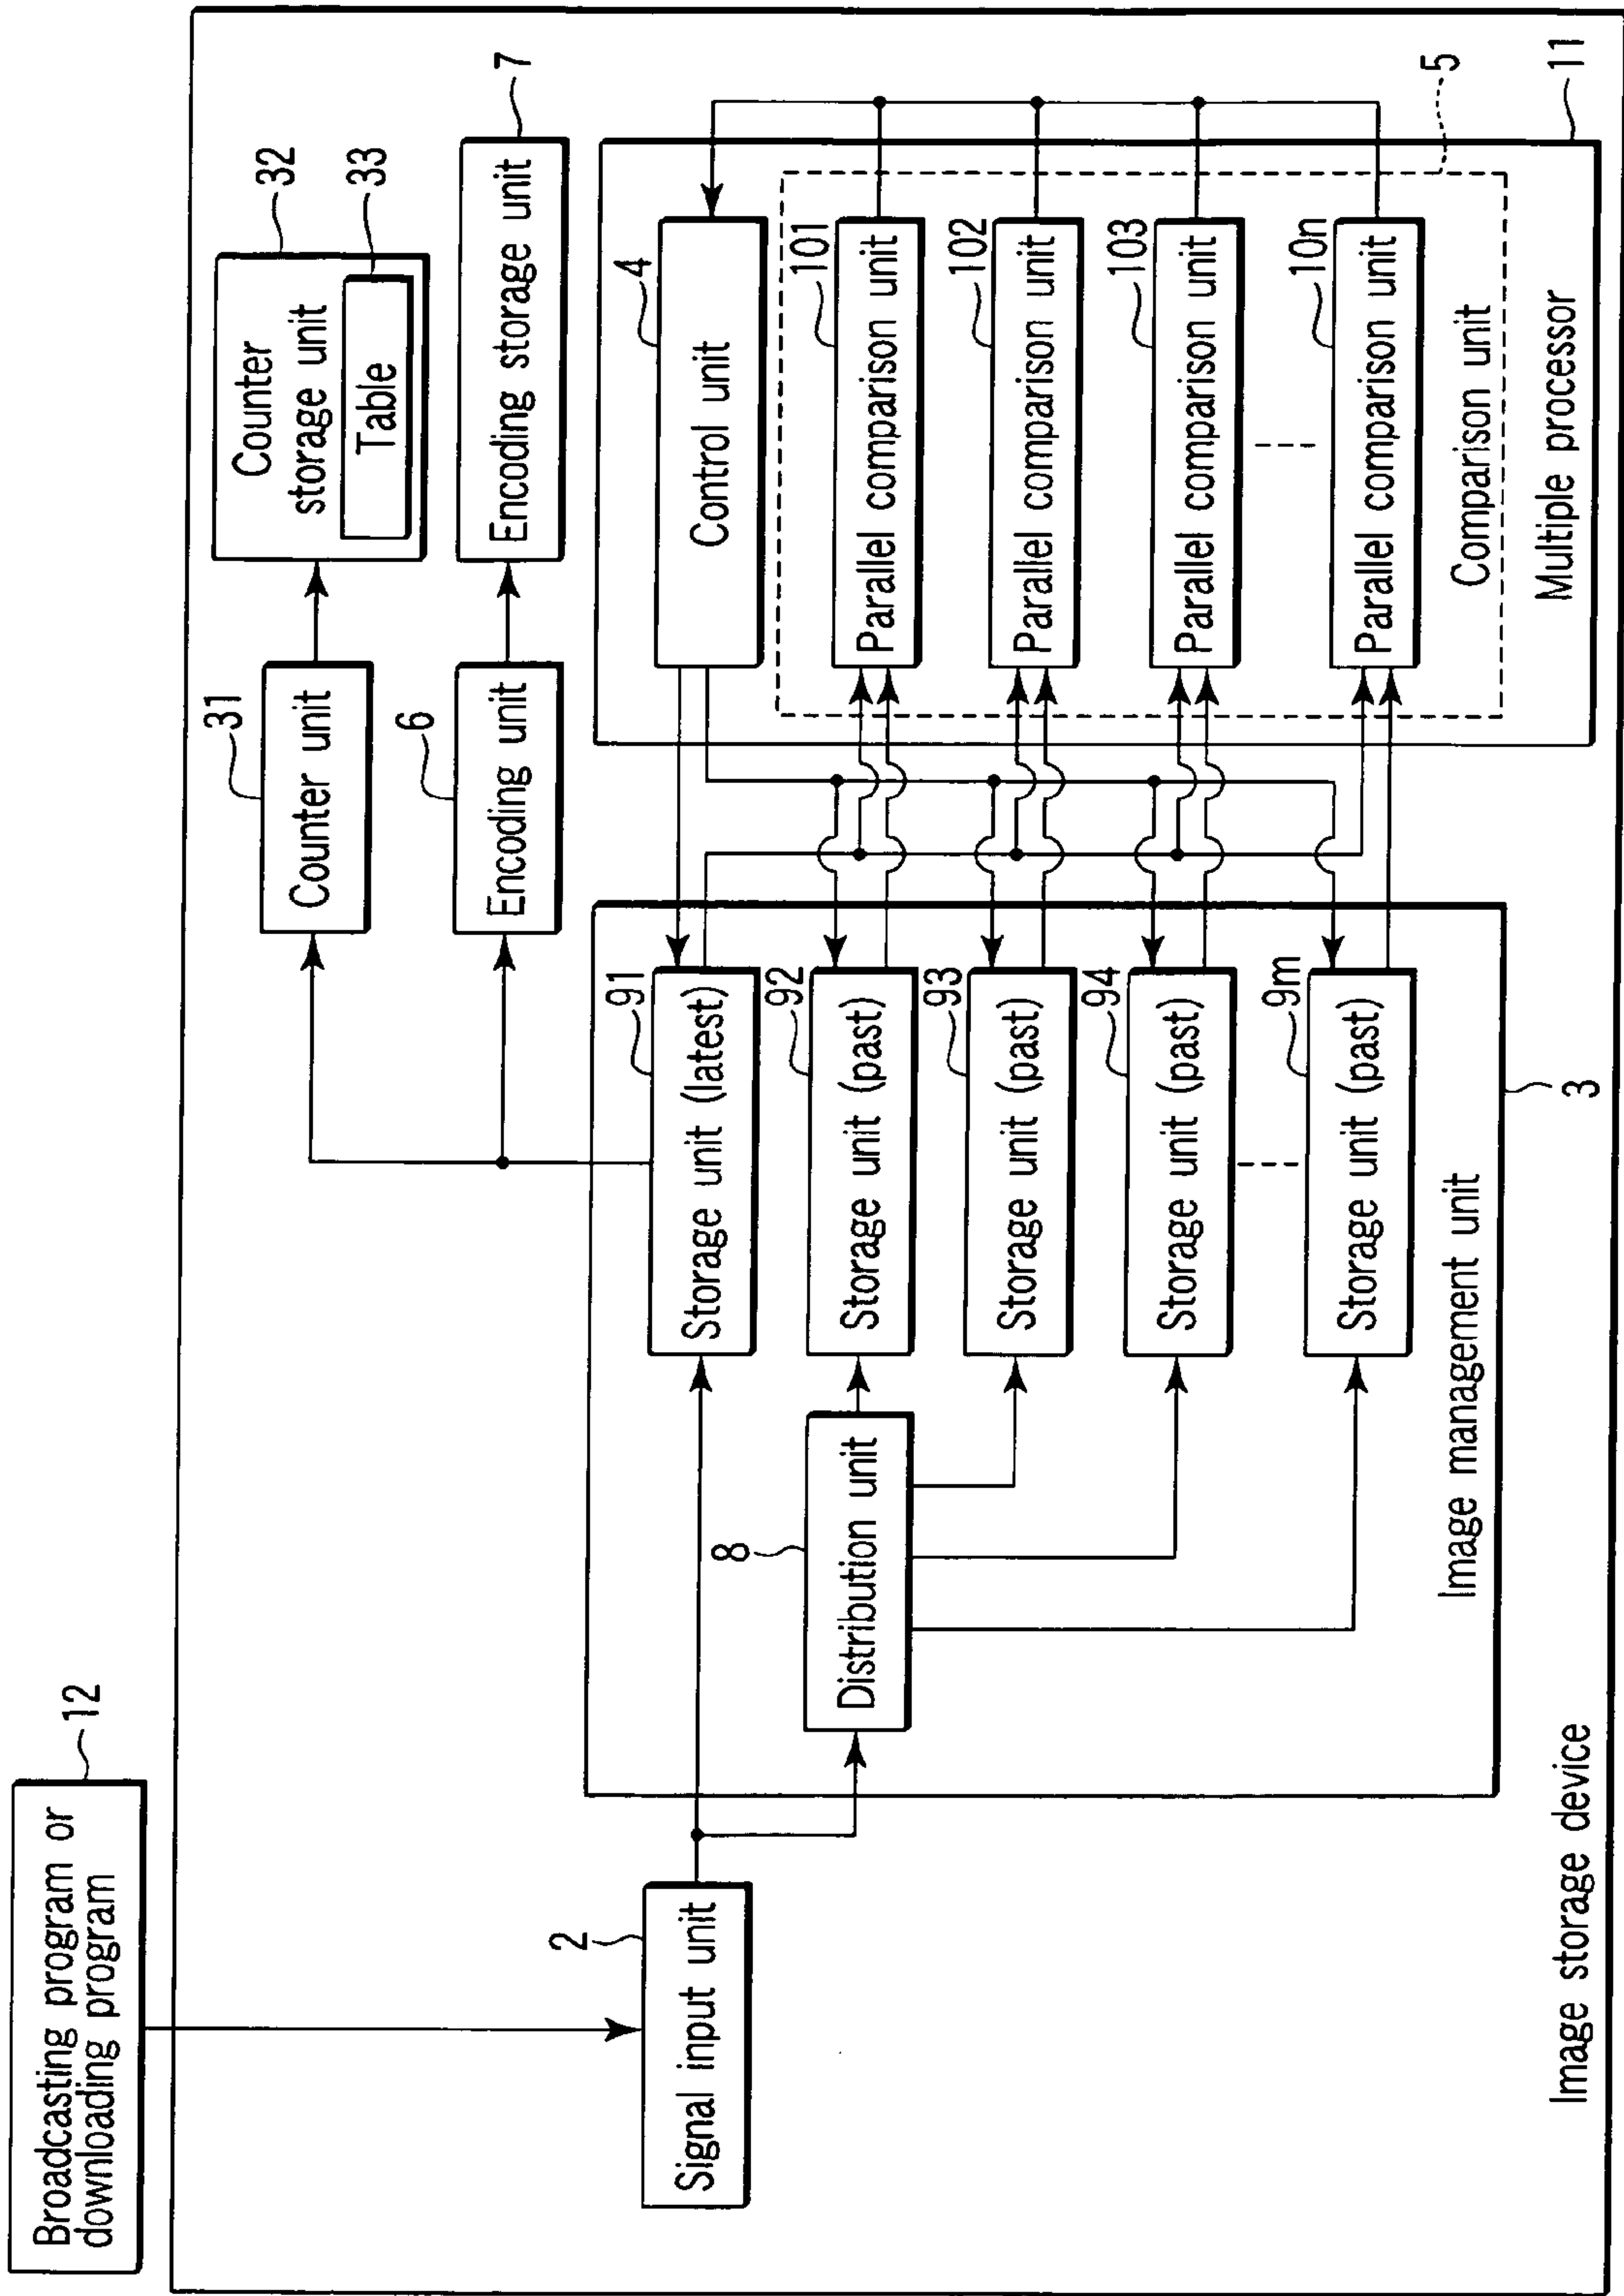 Broadcasting program or
downloading program
12
Signal input unit
2
Counter unit
31
Counter
storage unit
32
Table
33
Encoding unit
6
Encoding storage unit
7
Storage unit (latest)
91
Distribution unit
8
Storage unit (past)
92
Storage unit (past)
93
Storage unit (past)
94
Storage unit (past)
9m
Image management unit
3
Control unit
4
Parallel comparison unit
101
Parallel comparison unit
102
Parallel comparison unit
103
Parallel comparison unit
10n
Comparison unit
5
Multiple processor
11
Image storage device